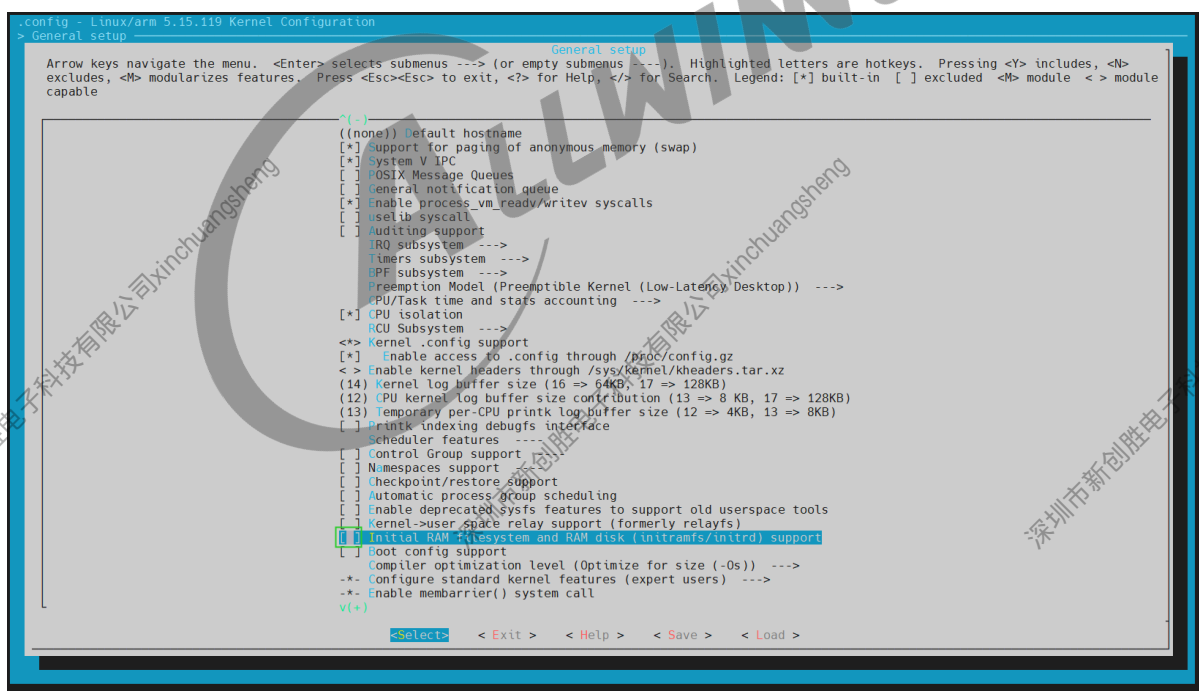 .config - Linux/arm 5.15.119 Kernel Configuration
> General setup
General setup
Arrow keys navigate the menu.  <Enter> selects submenus ---> (or empty submenus ----).  Highlighted letters are hotkeys.  Pressing <Y> includes, <N>
excludes, <M> modularizes features.  Press <Esc><Esc> to exit, <?> for Help, </> for Search.  Legend: [*] built-in  [ ] excluded  <M> module  < > module
capable
^(-)
((none)) Default hostname
[*] Support for paging of anonymous memory (swap)
[*] System V IPC
[ ] POSIX Message Queues
[ ] General notification queue
[*] Enable process_vm_readv/writev syscalls
[ ] uselib syscall
[ ] Auditing support
IRQ subsystem  --->
Timers subsystem  --->
BPF subsystem  --->
Preemption Model (Preemptible Kernel (Low-Latency Desktop))  --->
CPU/Task time and stats accounting  --->
[*] CPU isolation
RCU Subsystem  --->
<*> Kernel .config support
[*]   Enable access to .config through /proc/config.gz
< > Enable kernel headers through /sys/kernel/kheaders.tar.xz
(14) Kernel log buffer size (16 => 64KB, 17 => 128KB)
(12) CPU kernel log buffer size contribution (13 => 8 KB, 17 => 128KB)
(13) Temporary per-CPU printk log buffer size (12 => 4KB, 13 => 8KB)
[ ] Printk indexing debugfs interface
Scheduler features  ----
[ ] Control Group support  ----
[ ] Namespaces support  ----
[ ] Checkpoint/restore support
[ ] Automatic process group scheduling
[ ] Enable deprecated sysfs features to support old userspace tools
[ ] Kernel->user space relay support (formerly relayfs)
[ ] Initial RAM filesystem and RAM disk (initramfs/initrd) support
[ ] Boot config support
Compiler optimization level (Optimize for size (-Os))  --->
-*- Configure standard kernel features (expert users)  --->
-*- Enable membarrier() system call
v(+)
<Select>    < Exit >    < Help >    < Save >    < Load >
ALLWIN
深圳市新创胜电子科技有限公司xinchuangsheng
深圳市新创胜电子科技有限公司xinchuangsheng
深圳市新创胜电子科技